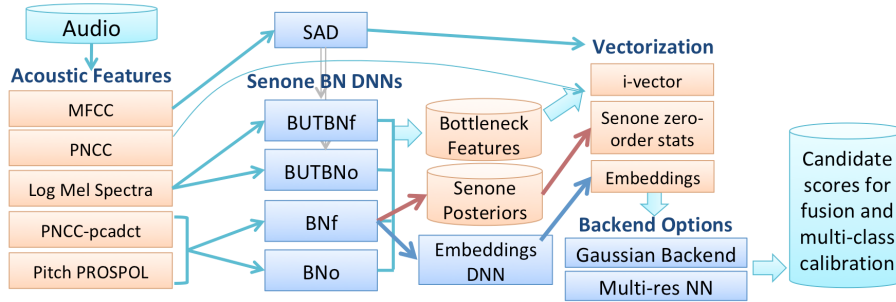 Audio
Acoustic Features
MFCC
PNCC
Log Mel Spectra
PNCC-pcadct
Pitch PROSPOL
SAD
Senone BN DNNs
BUTBNf
BUTBNo
BNf
BNo
Bottleneck
Features
Senone
Posteriors
Embeddings
DNN
Vectorization
i-vector
Senone zero-
order stats
Embeddings
Backend Options
Gaussian Backend
Multi-res NN
Candidate
scores for
fusion and
multi-class
calibration